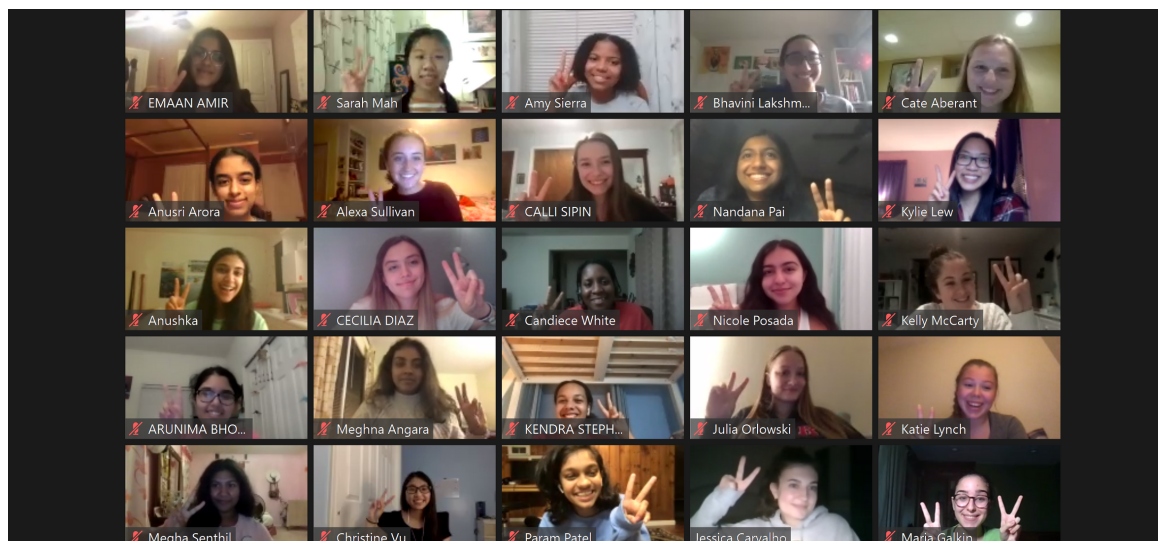 EMAAN AMIR
Sarah Mah
Amy Sierra
Bhavini Lakshm...
Cate Aberant
Anusri Arora
Alexa Sullivan
CALLI SIPIN
Nandana Pai
Kylie Lew
Anushka
CECILIA DIAZ
Candiece White
Nicole Posada
Kelly McCarty
ARUNIMA BHO...
Meghna Angara
KENDRA STEPH...
Julia Orlowski
Katie Lynch
Megha Senthil
Christine Vu
Param Patel
Jessica Carvalho
Maria Galkin